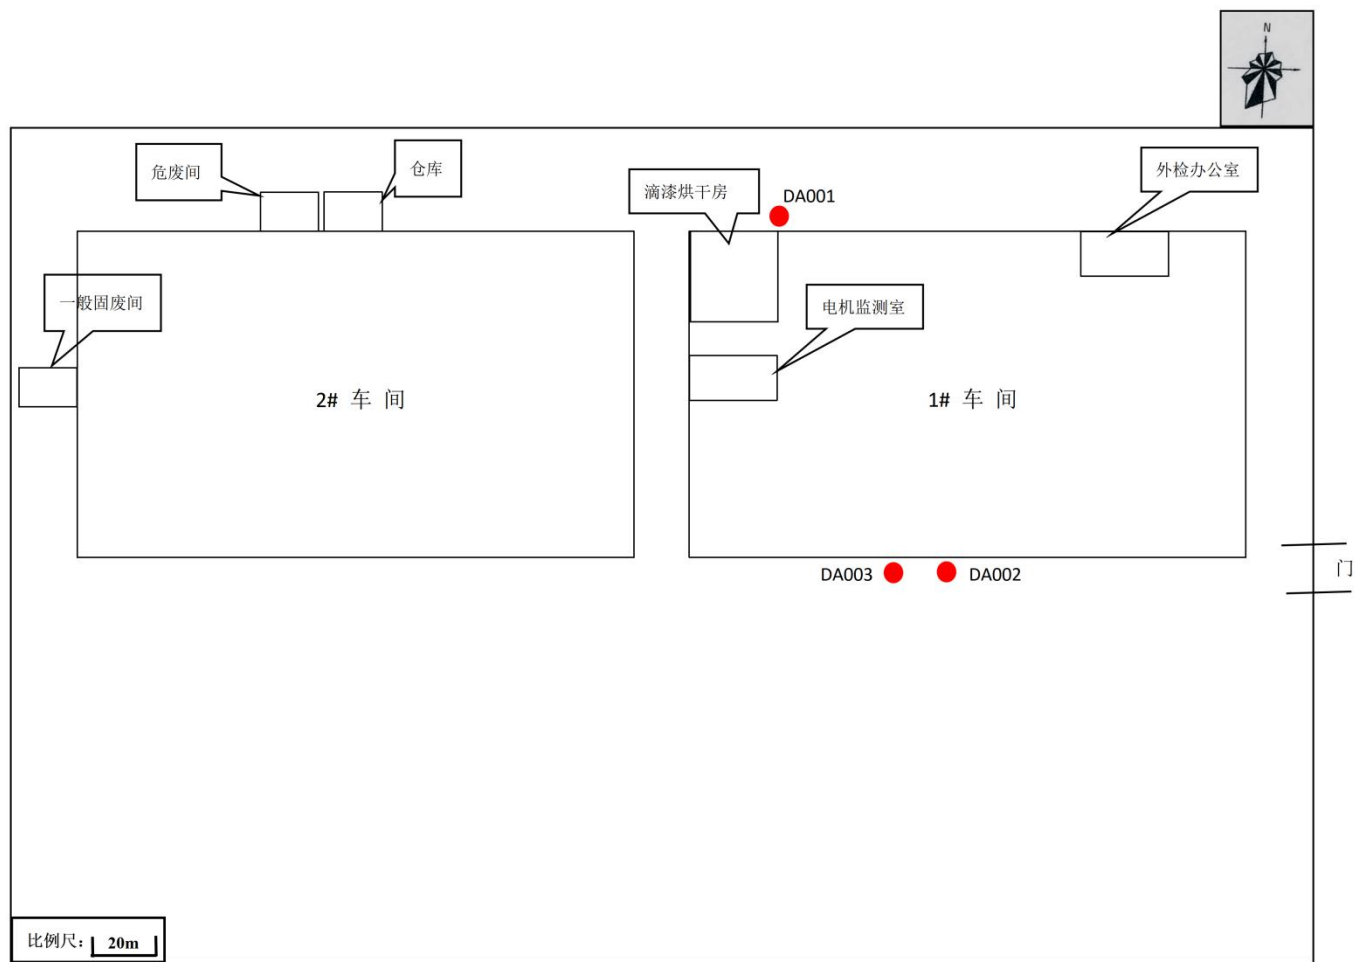 N
危废间
仓库
滴漆烘干房
DA001
外检办公室
一般固废间
电机监测室
2# 车 间
1# 车 间
DA003
DA002
门
比例尺： 20m